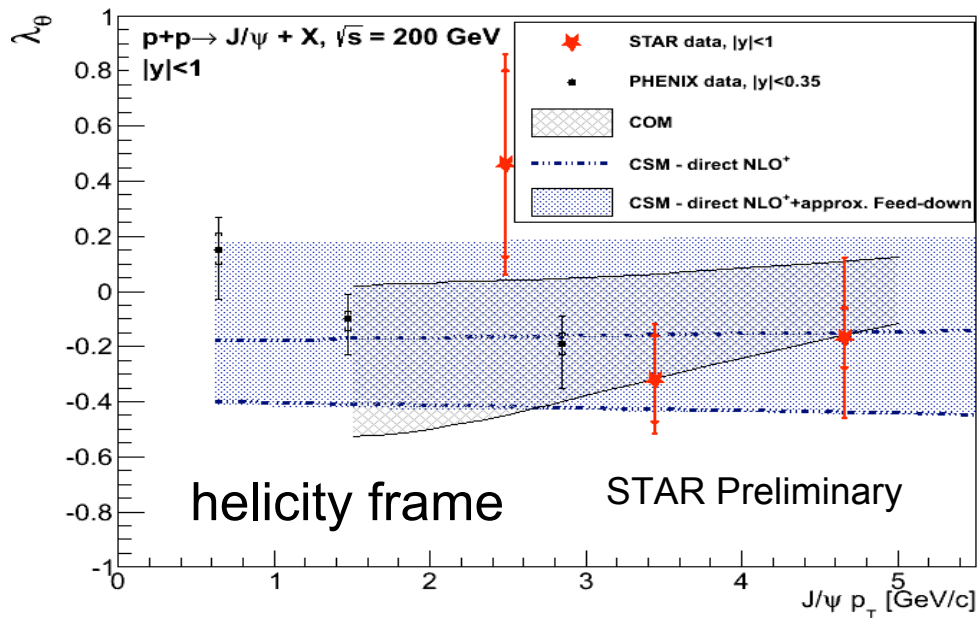 λθ
p+p→ J/ψ + X, √s = 200 GeV
|y|<1
STAR data, |y|<1
PHENIX data, |y|<0.35
COM
CSM - direct NLO⁺
CSM - direct NLO⁺+approx. Feed-down
1
0.8
0.6
0.4
0.2
0
-0.2
-0.4
-0.6
-0.8
-1
helicity frame
STAR Preliminary
0 1 2 3 4 5
J/ψ p_T [GeV/c]